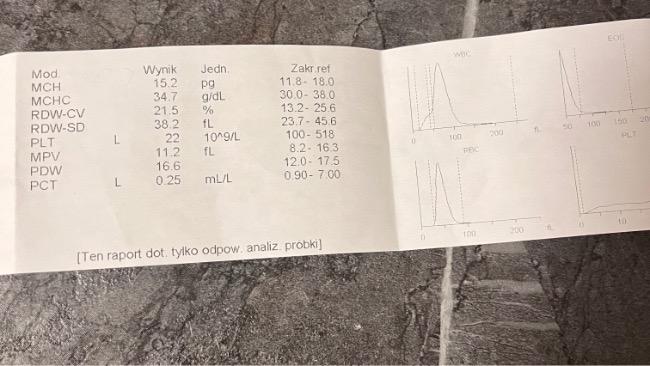 Mod. Wynik Jedn. Zakr.ref
MCH 15.2 pg 11.8- 18.0
MCHC 34.7 g/dL 30.0- 38.0
RDW-CV 21.5 % 13.2- 25.6
RDW-SD 38.2 fL 23.7- 45.6
PLT L 22 10^9/L 100- 518
MPV 11.2 fL 8.2- 16.3
PDW 16.6 12.0- 17.5
PCT L 0.25 mL/L 0.90- 7.00
[Ten raport dot. tylko odpow. analiz. próbki]
WBC
0 100 200 fL
EOS
50 100 150
RBC
0 100 200 fL
PLT
0 10